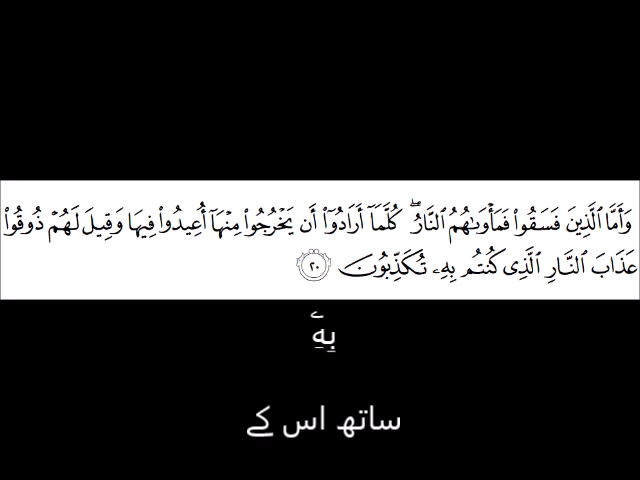 وَأَمَّا ٱلَّذِينَ فَسَقُوا۟ فَمَأْوَىٰهُمُ ٱلنَّارُ ۖ كُلَّمَآ أَرَادُوٓا۟ أَن يَخْرُجُوا۟ مِنْهَآ أُعِيدُوا۟ فِيهَا وَقِيلَ لَهُمْ ذُوقُوا۟
عَذَابَ ٱلنَّارِ ٱلَّذِى كُنتُم بِهِۦ تُكَذِّبُونَ ٢٠
بِهِۦ
ساتھ اس کے